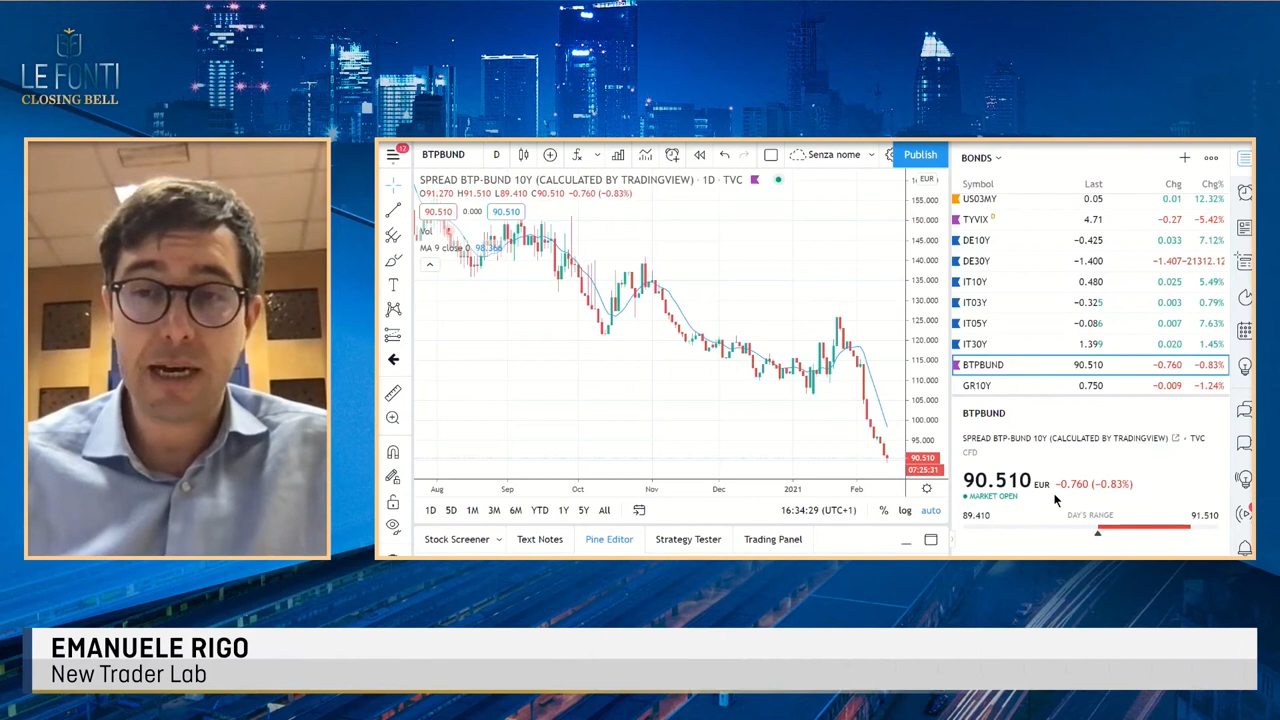 LE FONTI
CLOSING BELL
12
BTPBUND
D
Senza nome
Publish
SPREAD BTP-BUND 10Y (CALCULATED BY TRADINGVIEW) · 1D · TVC
O91.270 H91.510 L89.410 C90.510 −0.760 (−0.83%)
90.510 0.000 90.510
Vol
MA 9 close 0 98.366
EUR
155.000
150.000
145.000
140.000
135.000
130.000
125.000
120.000
115.000
110.000
105.000
100.000
95.000
90.510
07:25:31
Aug Sep Oct Nov Dec 2021 Feb
1D 5D 1M 3M 6M YTD 1Y 5Y All
16:34:29 (UTC+1) % log auto
Stock Screener Text Notes Pine Editor Strategy Tester Trading Panel
BONDS
Symbol Last Chg Chg%
US03MY 0.05 0.01 12.32%
TYVIX D 4.71 −0.27 −5.42%
DE10Y −0.425 0.033 7.12%
DE30Y −1.400 −1.407 −21312.12
IT10Y 0.480 0.025 5.49%
IT03Y −0.325 0.003 0.79%
IT05Y −0.086 0.007 7.63%
IT30Y 1.399 0.020 1.45%
BTPBUND 90.510 −0.760 −0.83%
GR10Y 0.750 −0.009 −1.24%
BTPBUND
SPREAD BTP-BUND 10Y (CALCULATED BY TRADINGVIEW) · TVC
CFD
90.510 EUR −0.760 (−0.83%)
MARKET OPEN
89.410 DAY'S RANGE 91.510
EMANUELE RIGO
New Trader Lab